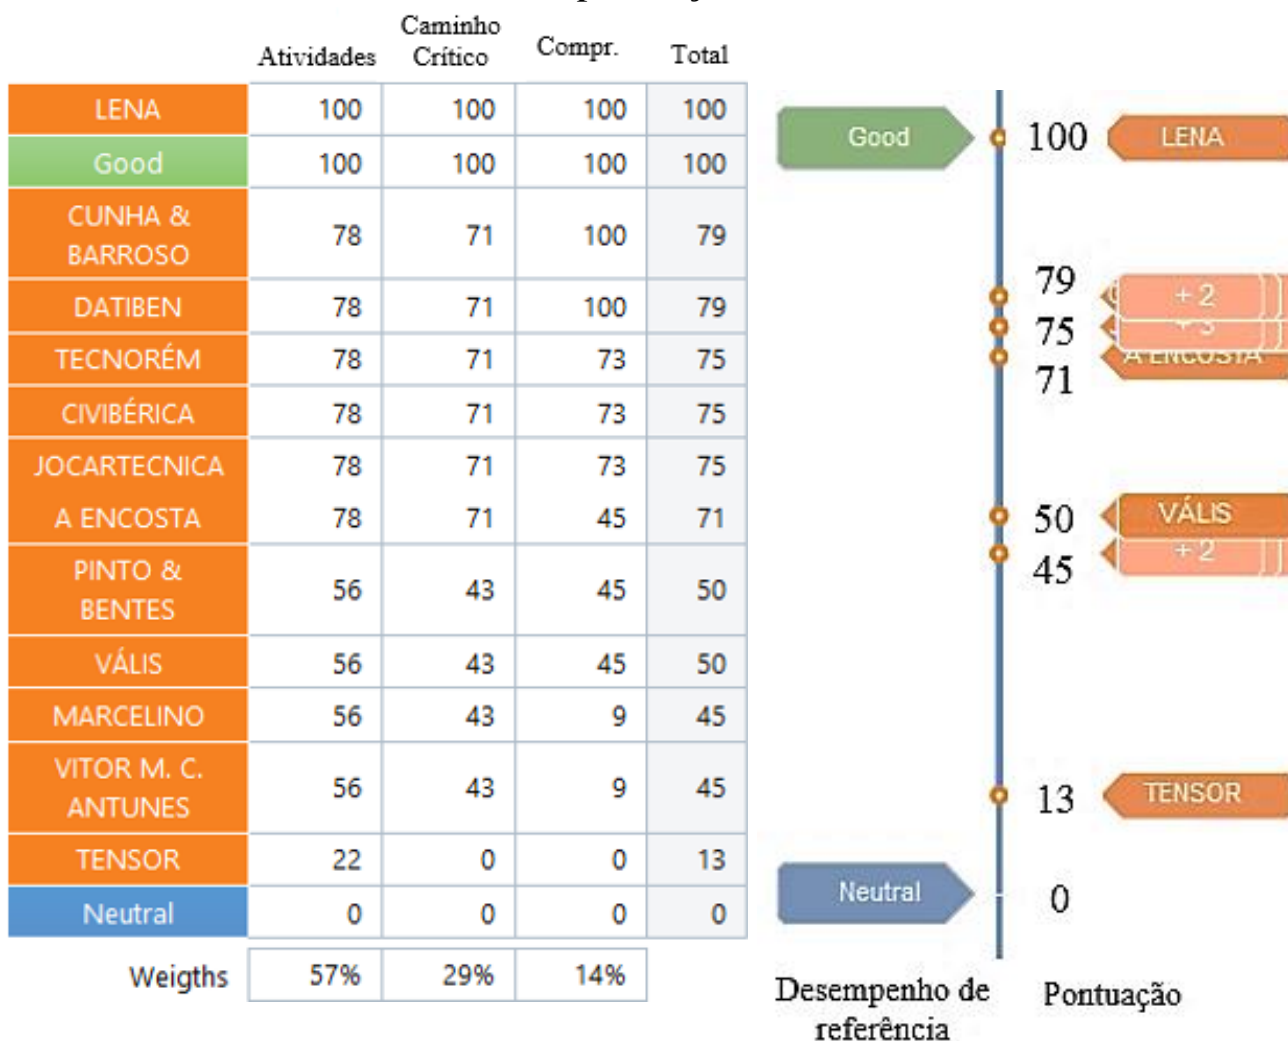 Atividades Caminho Crítico Compr. Total
LENA 100 100 100 100
Good 100 100 100 100
CUNHA & BARROSO 78 71 100 79
DATIBEN 78 71 100 79
TECNORÉM 78 71 73 75
CIVIBÉRICA 78 71 73 75
JOCARTECNICA 78 71 73 75
A ENCOSTA 78 71 45 71
PINTO & BENTES 56 43 45 50
VÁLIS 56 43 45 50
MARCELINO 56 43 9 45
VITOR M. C. ANTUNES 56 43 9 45
TENSOR 22 0 0 13
Neutral 0 0 0 0
Weigths 57% 29% 14%
Good 100 LENA
79 + 2
75 + 3
71 A ENCOSTA
50 VÁLIS
45 + 2
13 TENSOR
Neutral 0
Desempenho de
referência
Pontuação